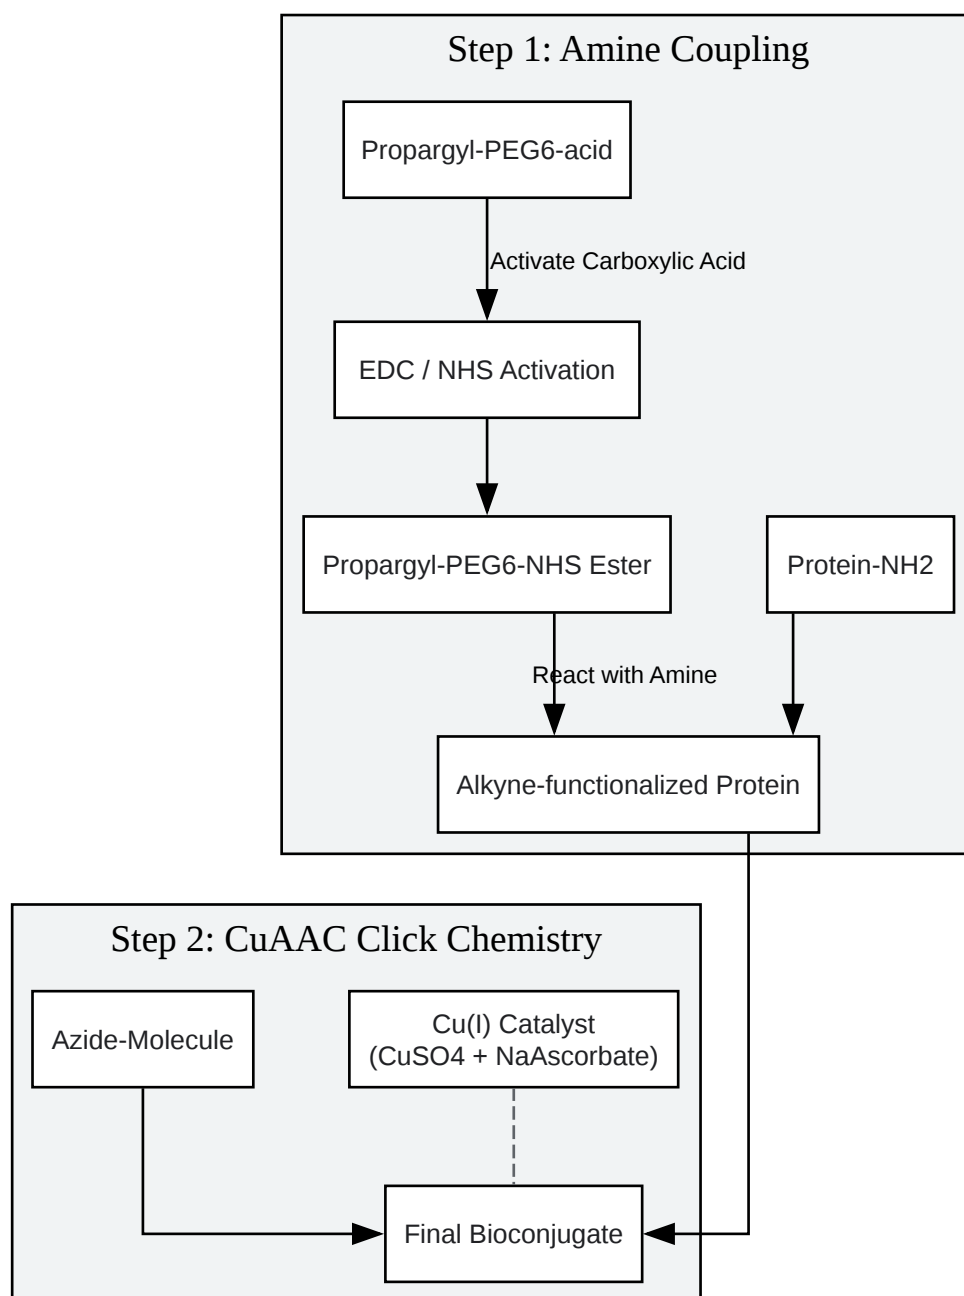 Step 1: Amine Coupling
Propargyl-PEG6-acid
Activate Carboxylic Acid
EDC / NHS Activation
Propargyl-PEG6-NHS Ester
Protein-NH2
React with Amine
Alkyne-functionalized Protein
Step 2: CuAAC Click Chemistry
Azide-Molecule
Cu(I) Catalyst
(CuSO4 + NaAscorbate)
Final Bioconjugate